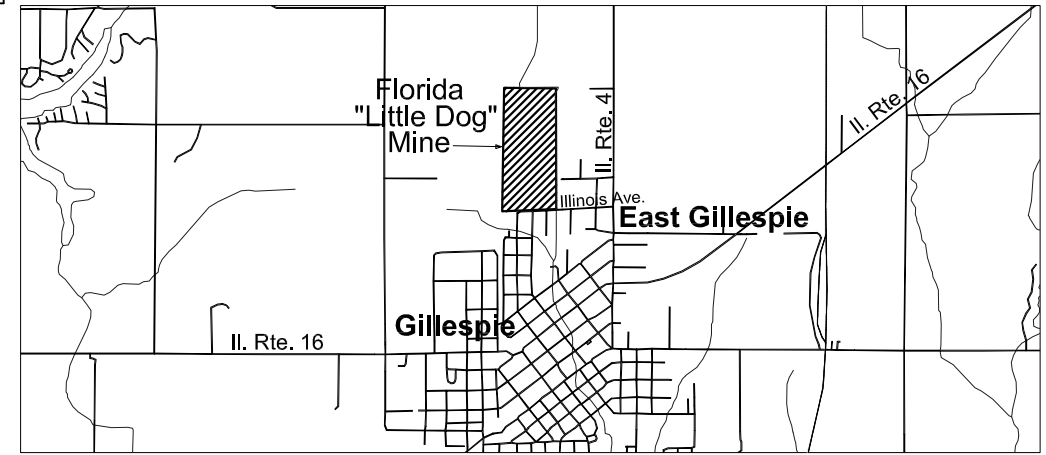 Florida
"Little Dog"
Mine
Il. Rte. 4
Il. Rte. 16
Illinois Ave.
East Gillespie
Gillespie
Il. Rte. 16